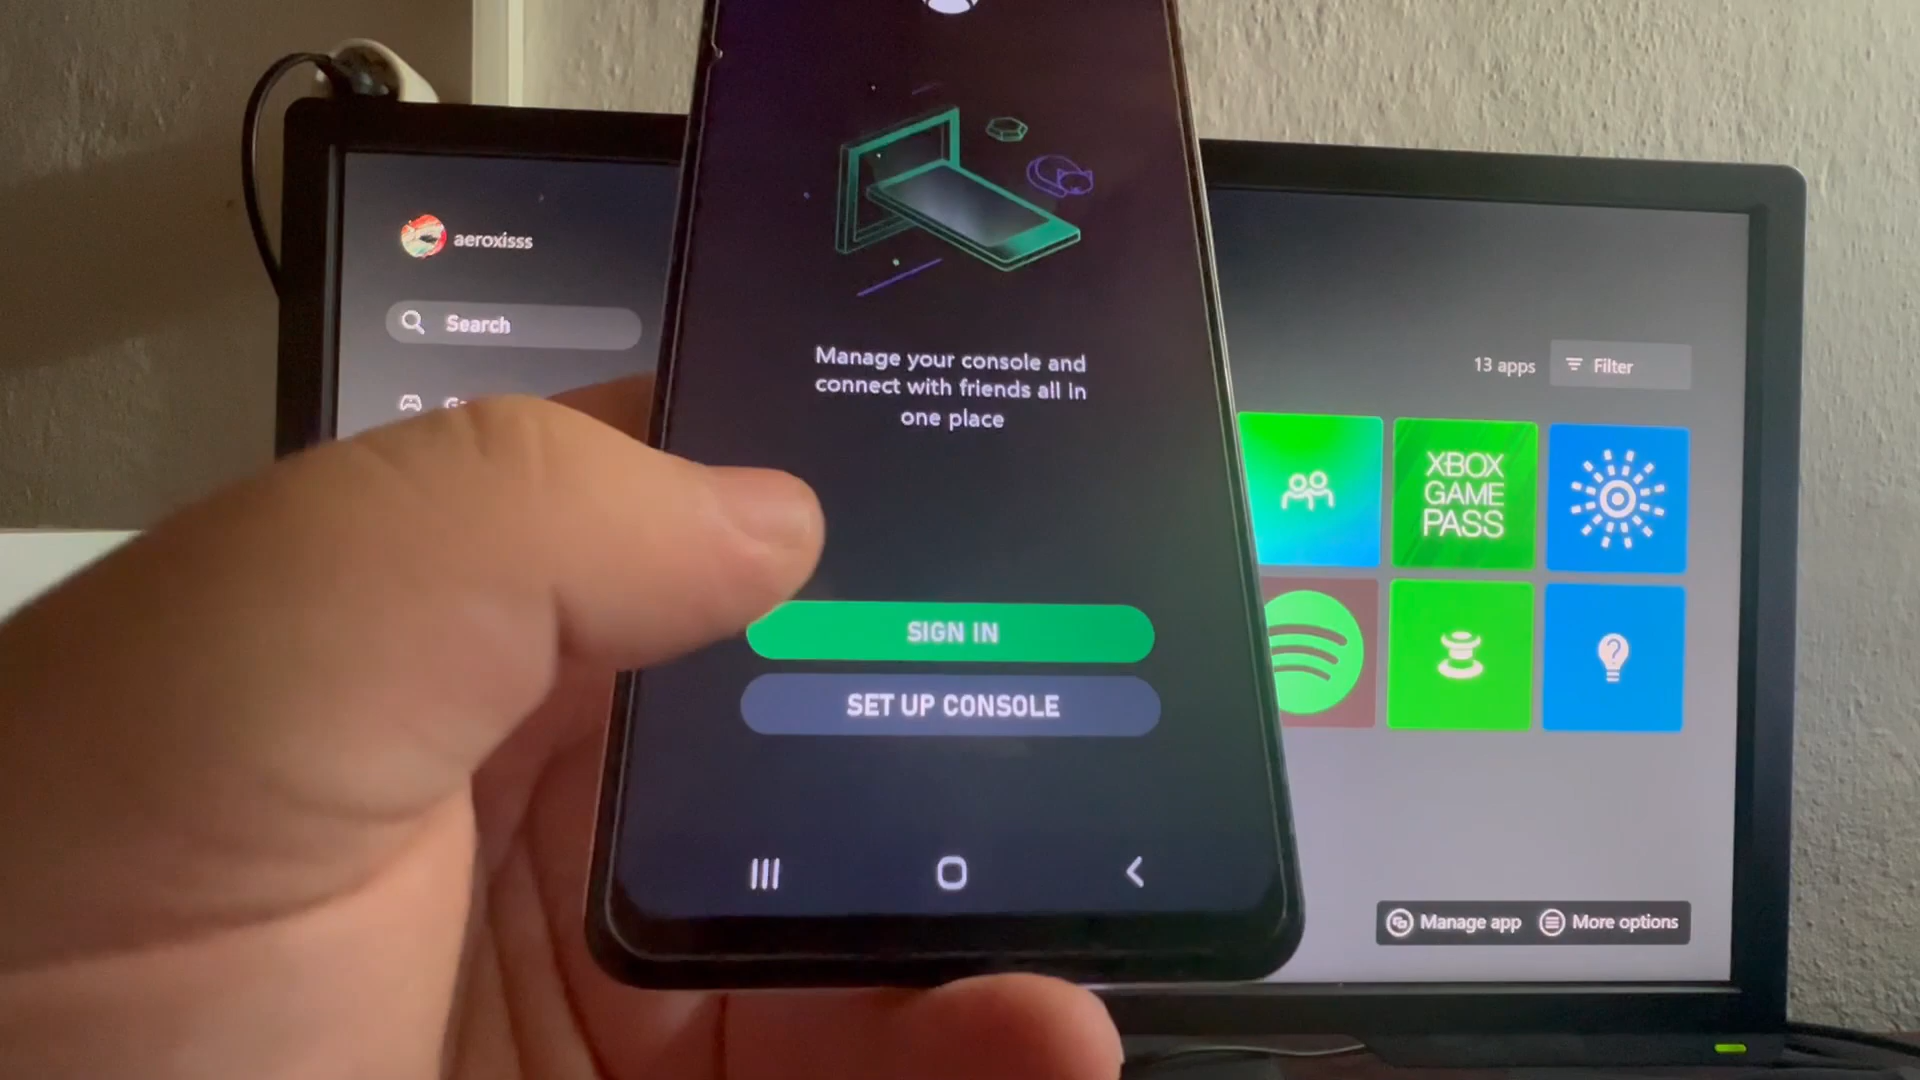 aeroxisss
Search
Manage your console and
connect with friends all in
one place
SIGN IN
SET UP CONSOLE
13 apps
Filter
XBOX
GAME
PASS
Manage app
More options